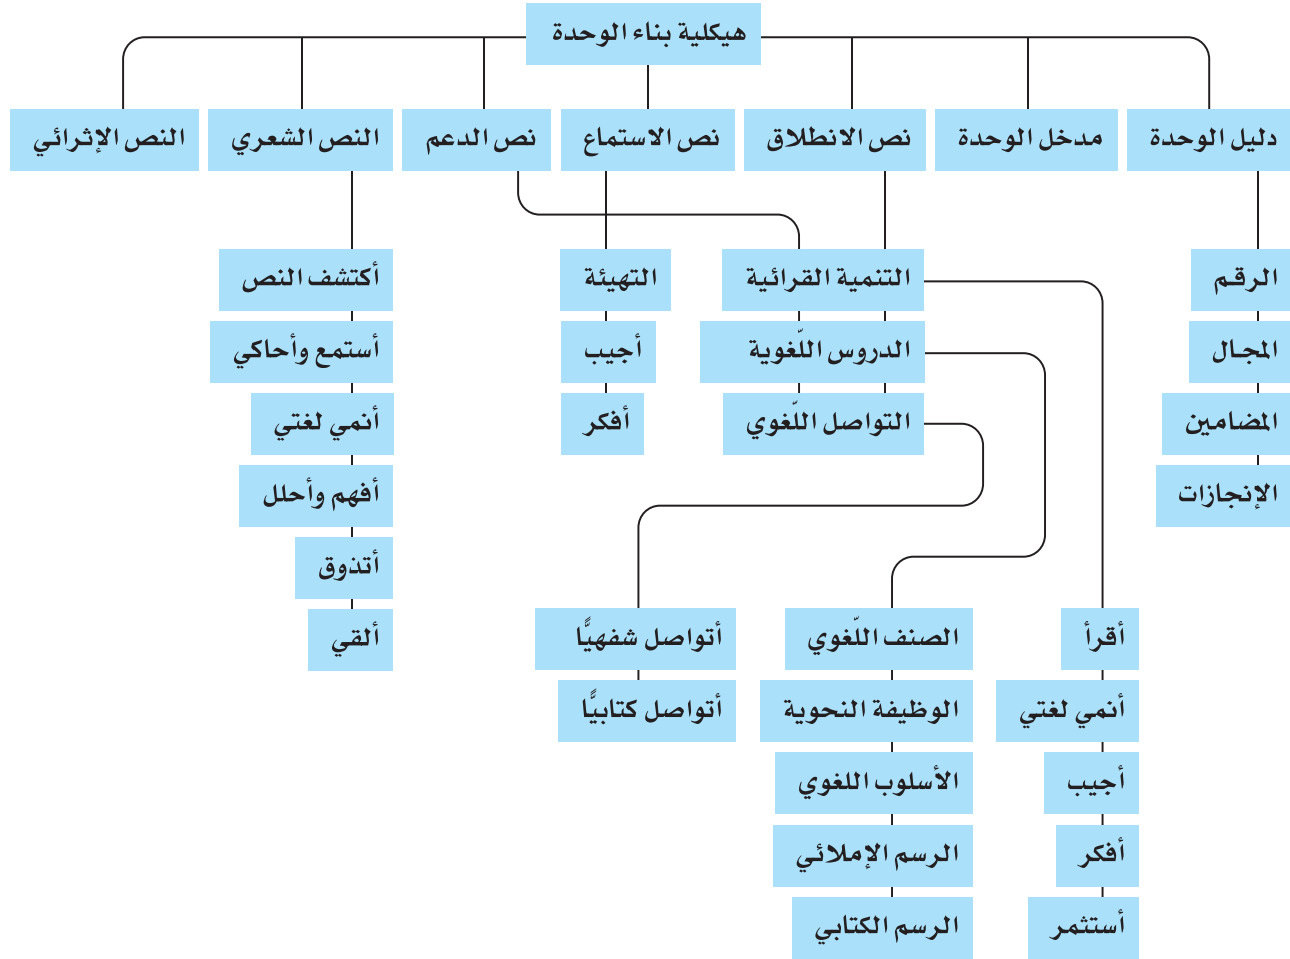 هيكلية بناء الوحدة
دليل الوحدة
مدخل الوحدة
نص الانطلاق
نص الاستماع
نص الدعم
النص الشعري
النص الإثرائي
الرقم
المجال
المضامين
الإنجازات
التنمية القرائية
الدروس اللّغوية
التواصل اللّغوي
التهيئة
أجيب
أفكر
أكتشف النص
أستمع وأحاكي
أنمي لغتي
أفهم وأحلل
أتذوق
ألقي
أقرأ
أنمي لغتي
أجيب
أفكر
أستثمر
الصنف اللّغوي
الوظيفة النحوية
الأسلوب اللغوي
الرسم الإملائي
الرسم الكتابي
أتواصل شفهيًّا
أتواصل كتابيًّا